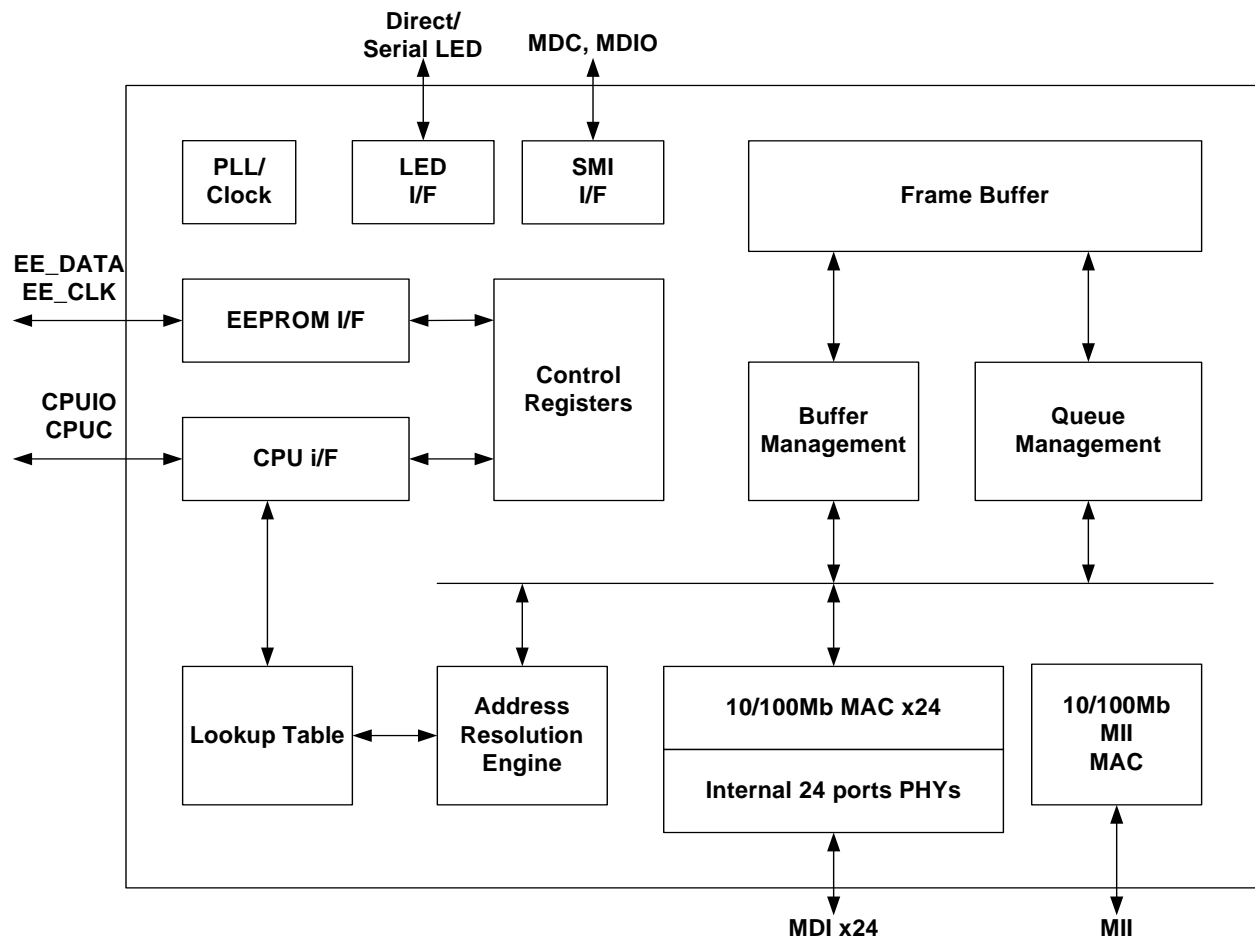 Direct/
Serial LED
MDC, MDIO
PLL/
Clock
LED
I/F
SMI
I/F
Frame Buffer
EE_DATA
EE_CLK
EEPROM I/F
Control
Registers
CPUIO
CPUC
CPU i/F
Buffer
Management
Queue
Management
Lookup Table
Address
Resolution
Engine
10/100Mb MAC x24
Internal 24 ports PHYs
10/100Mb
MII
MAC
MDI x24
MII